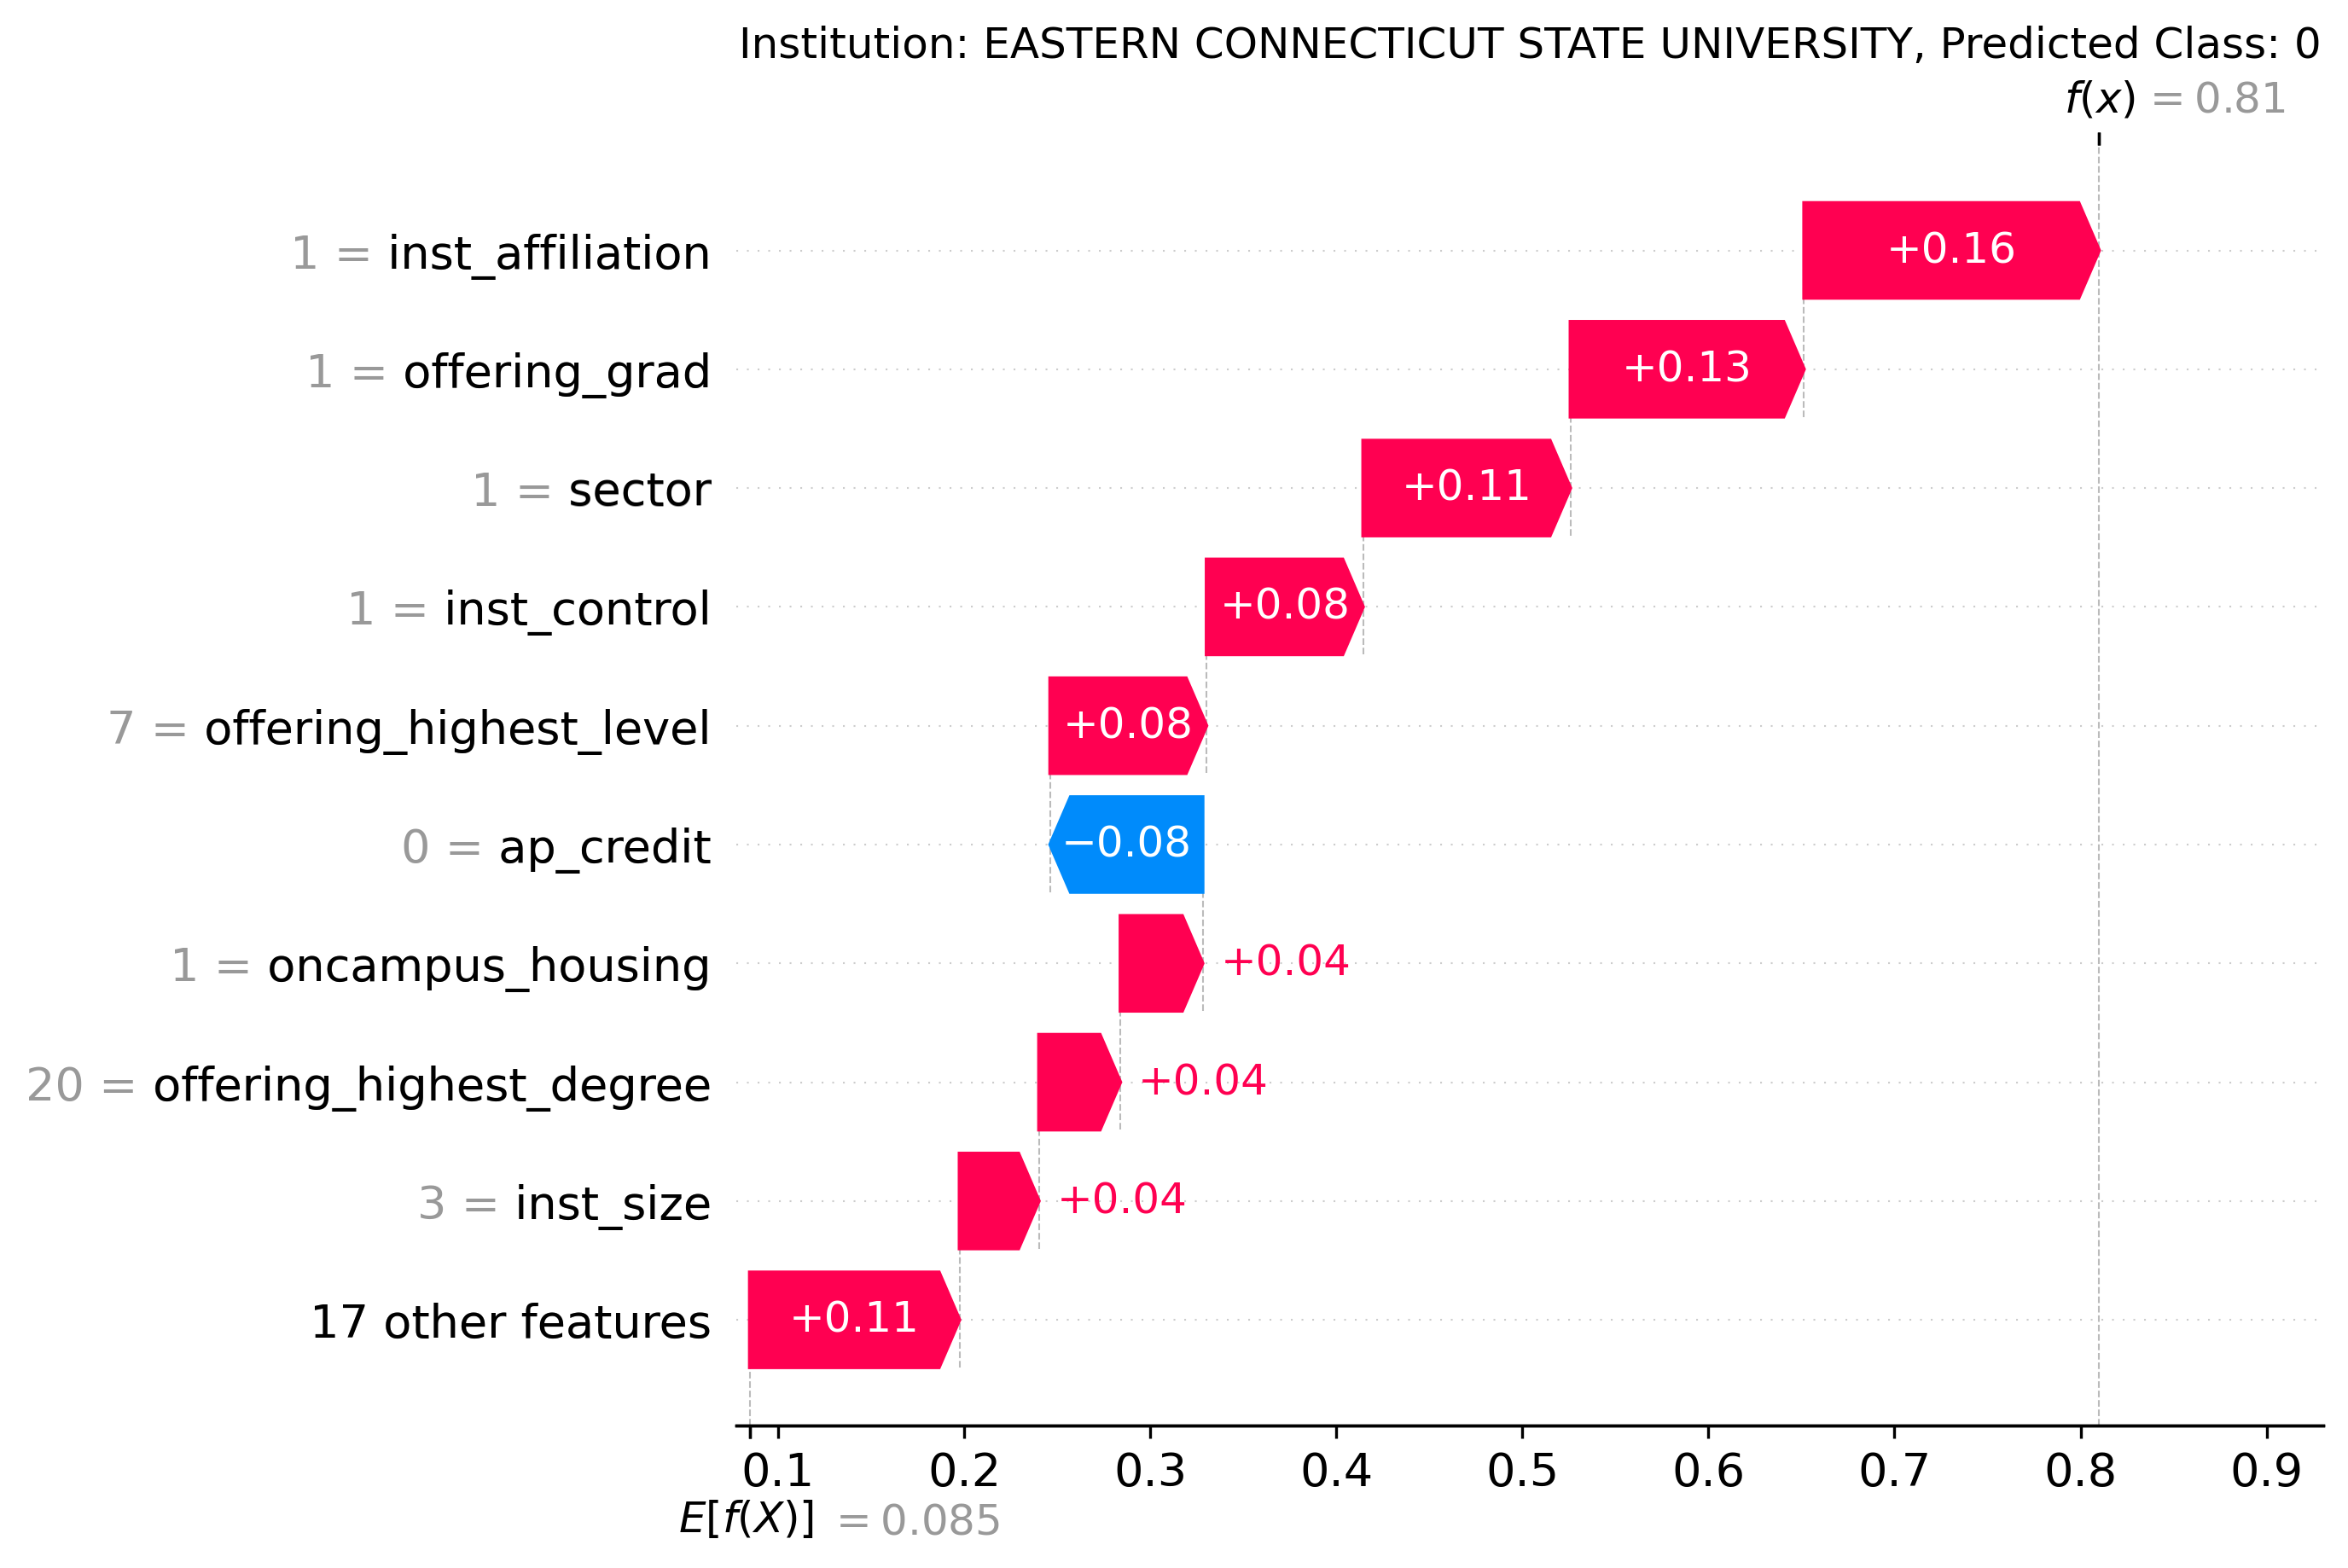 Institution: EASTERN CONNECTICUT STATE UNIVERSITY, Predicted Class: 0
f(x) = 0.81
1 = inst_affiliation +0.16
1 = offering_grad +0.13
1 = sector +0.11
1 = inst_control +0.08
7 = offering_highest_level +0.08
0 = ap_credit −0.08
1 = oncampus_housing +0.04
20 = offering_highest_degree +0.04
3 = inst_size +0.04
17 other features +0.11
0.1 0.2 0.3 0.4 0.5 0.6 0.7 0.8 0.9
E[f(X)] = 0.085